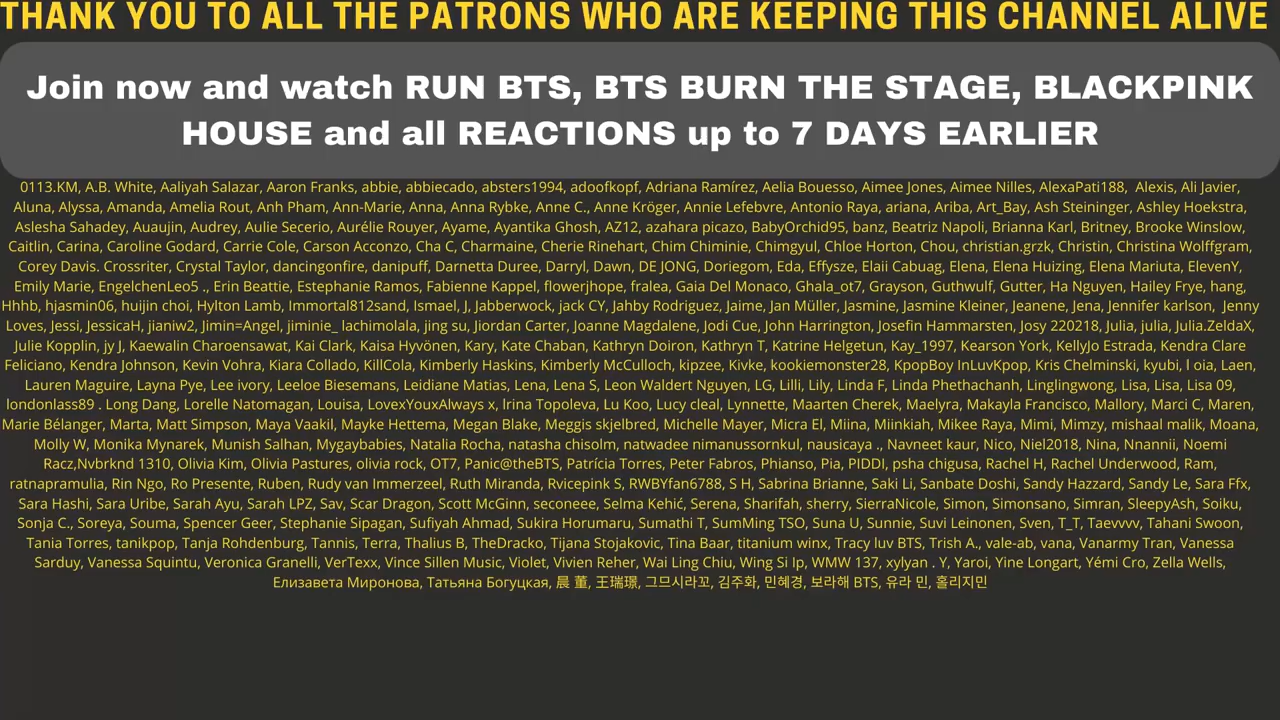 THANK YOU TO ALL THE PATRONS WHO ARE KEEPING THIS CHANNEL ALIVE
Join now and watch RUN BTS, BTS BURN THE STAGE, BLACKPINK
HOUSE and all REACTIONS up to 7 DAYS EARLIER
0113.KM, A.B. White, Aaliyah Salazar, Aaron Franks, abbie, abbiecado, absters1994, adoofkopf, Adriana Ramírez, Aelia Bouesso, Aimee Jones, Aimee Nilles, AlexaPati188, Alexis, Ali Javier,
Aluna, Alyssa, Amanda, Amelia Rout, Anh Pham, Ann-Marie, Anna, Anna Rybke, Anne C., Anne Kröger, Annie Lefebvre, Antonio Raya, ariana, Ariba, Art_Bay, Ash Steininger, Ashley Hoekstra,
Aslesha Sahadey, Auaujin, Audrey, Aulie Secerio, Aurélie Rouyer, Ayame, Ayantika Ghosh, AZ12, azahara picazo, BabyOrchid95, banz, Beatriz Napoli, Brianna Karl, Britney, Brooke Winslow,
Caitlin, Carina, Caroline Godard, Carrie Cole, Carson Acconzo, Cha C, Charmaine, Cherie Rinehart, Chim Chiminie, Chimgyul, Chloe Horton, Chou, christian.grzk, Christin, Christina Wolffgram,
Corey Davis. Crossriter, Crystal Taylor, dancingonfire, danipuff, Darnetta Duree, Darryl, Dawn, DE JONG, Doriegom, Eda, Effysze, Elaii Cabuag, Elena, Elena Huizing, Elena Mariuta, ElevenY,
Emily Marie, EngelchenLeo5 ., Erin Beattie, Estephanie Ramos, Fabienne Kappel, flowerjhope, fralea, Gaia Del Monaco, Ghala_ot7, Grayson, Guthwulf, Gutter, Ha Nguyen, Hailey Frye, hang,
Hhhb, hjasmin06, huijin choi, Hylton Lamb, Immortal812sand, Ismael, J, Jabberwock, jack CY, Jahby Rodriguez, Jaime, Jan Müller, Jasmine, Jasmine Kleiner, Jeanene, Jena, Jennifer karlson, Jenny
Loves, Jessi, JessicaH, jianiw2, Jimin=Angel, jiminie_ lachimolala, jing su, Jiordan Carter, Joanne Magdalene, Jodi Cue, John Harrington, Josefin Hammarsten, Josy 220218, Julia, julia, Julia.ZeldaX,
Julie Kopplin, jy J, Kaewalin Charoensawat, Kai Clark, Kaisa Hyvönen, Kary, Kate Chaban, Kathryn Doiron, Kathryn T, Katrine Helgetun, Kay_1997, Kearson York, KellyJo Estrada, Kendra Clare
Feliciano, Kendra Johnson, Kevin Vohra, Kiara Collado, KillCola, Kimberly Haskins, Kimberly McCulloch, kipzee, Kivke, kookiemonster28, KpopBoy InLuvKpop, Kris Chelminski, kyubi, l oia, Laen,
Lauren Maguire, Layna Pye, Lee ivory, Leeloe Biesemans, Leidiane Matias, Lena, Lena S, Leon Waldert Nguyen, LG, Lilli, Lily, Linda F, Linda Phethachanh, Linglingwong, Lisa, Lisa, Lisa 09,
londonlass89 . Long Dang, Lorelle Natomagan, Louisa, LovexYouxAlways x, lrina Topoleva, Lu Koo, Lucy cleal, Lynnette, Maarten Cherek, Maelyra, Makayla Francisco, Mallory, Marci C, Maren,
Marie Bélanger, Marta, Matt Simpson, Maya Vaakil, Mayke Hettema, Megan Blake, Meggis skjelbred, Michelle Mayer, Micra El, Miina, Miinkiah, Mikee Raya, Mimi, Mimzy, mishaal malik, Moana,
Molly W, Monika Mynarek, Munish Salhan, Mygaybabies, Natalia Rocha, natasha chisolm, natwadee nimanussornkul, nausicaya ., Navneet kaur, Nico, Niel2018, Nina, Nnannii, Noemi
Racz,Nvbrknd 1310, Olivia Kim, Olivia Pastures, olivia rock, OT7, Panic@theBTS, Patrícia Torres, Peter Fabros, Phianso, Pia, PIDDI, psha chigusa, Rachel H, Rachel Underwood, Ram,
ratnapramulia, Rin Ngo, Ro Presente, Ruben, Rudy van Immerzeel, Ruth Miranda, Rvicepink S, RWBYfan6788, S H, Sabrina Brianne, Saki Li, Sanbate Doshi, Sandy Hazzard, Sandy Le, Sara Ffx,
Sara Hashi, Sara Uribe, Sarah Ayu, Sarah LPZ, Sav, Scar Dragon, Scott McGinn, seconeee, Selma Kehić, Serena, Sharifah, sherry, SierraNicole, Simon, Simonsano, Simran, SleepyAsh, Soiku,
Sonja C., Soreya, Souma, Spencer Geer, Stephanie Sipagan, Sufiyah Ahmad, Sukira Horumaru, Sumathi T, SumMing TSO, Suna U, Sunnie, Suvi Leinonen, Sven, T_T, Taevvvv, Tahani Swoon,
Tania Torres, tanikpop, Tanja Rohdenburg, Tannis, Terra, Thalius B, TheDracko, Tijana Stojakovic, Tina Baar, titanium winx, Tracy luv BTS, Trish A., vale-ab, vana, Vanarmy Tran, Vanessa
Sarduy, Vanessa Squintu, Veronica Granelli, VerTexx, Vince Sillen Music, Violet, Vivien Reher, Wai Ling Chiu, Wing Si Ip, WMW 137, xylyan . Y, Yaroi, Yine Longart, Yémi Cro, Zella Wells,
Елизавета Миронова, Татьяна Богуцкая, 晨 董, 王瑞璟, 그므시라꼬, 김주화, 민혜경, 보라해 BTS, 유라 민, 홀리지민